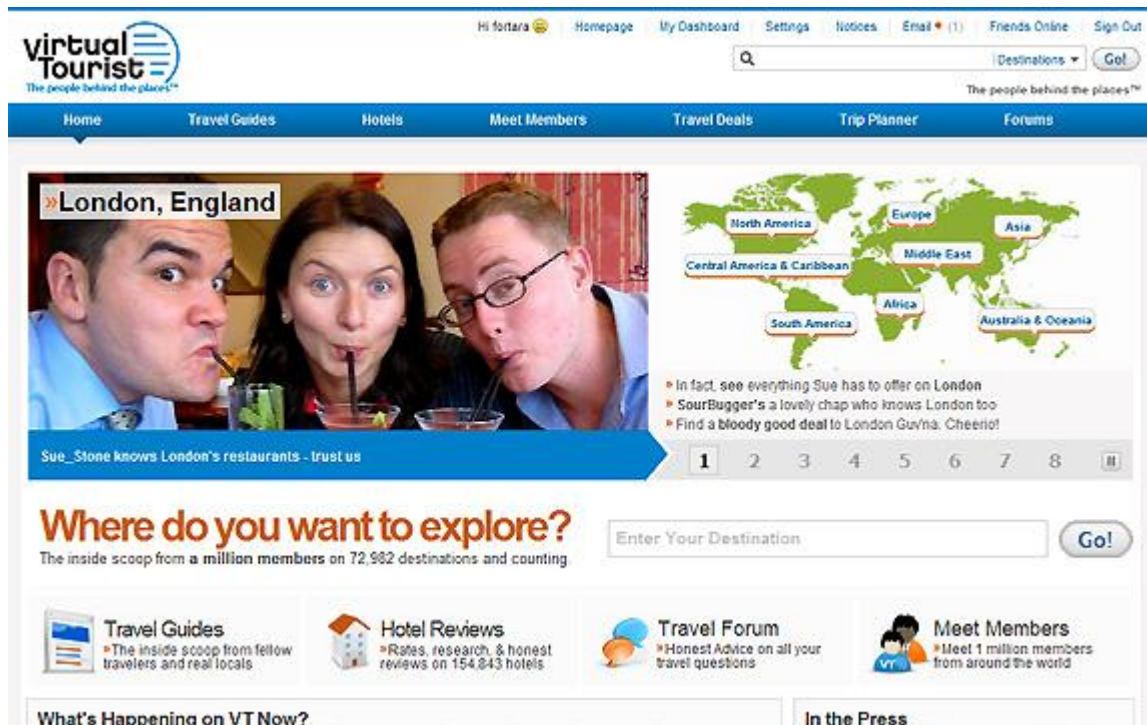 Hi fortara Homepage My Dashboard Settings Notices Email (1) Friends Online Sign Out
virtual
Tourist
The people behind the places™
Destinations Go!
The people behind the places™
Home Travel Guides Hotels Meet Members Travel Deals Trip Planner Forums
»London, England
North America
Europe
Asia
Central America & Caribbean
Middle East
Africa
South America
Australia & Oceania
In fact, see everything Sue has to offer on London
SourBugger's a lovely chap who knows London too
Find a bloody good deal to London Guv'na. Cheerio!
Sue_Stone knows London's restaurants - trust us
1 2 3 4 5 6 7 8
Where do you want to explore?
The inside scoop from a million members on 72,982 destinations and counting.
Enter Your Destination Go!
Travel Guides
»The inside scoop from fellow
travelers and real locals
Hotel Reviews
»Rates, research, & honest
reviews on 154,843 hotels
Travel Forum
»Honest Advice on all your
travel questions
VT
Meet Members
»Meet 1 million members
from around the world
What's Happening on VT Now?
In the Press